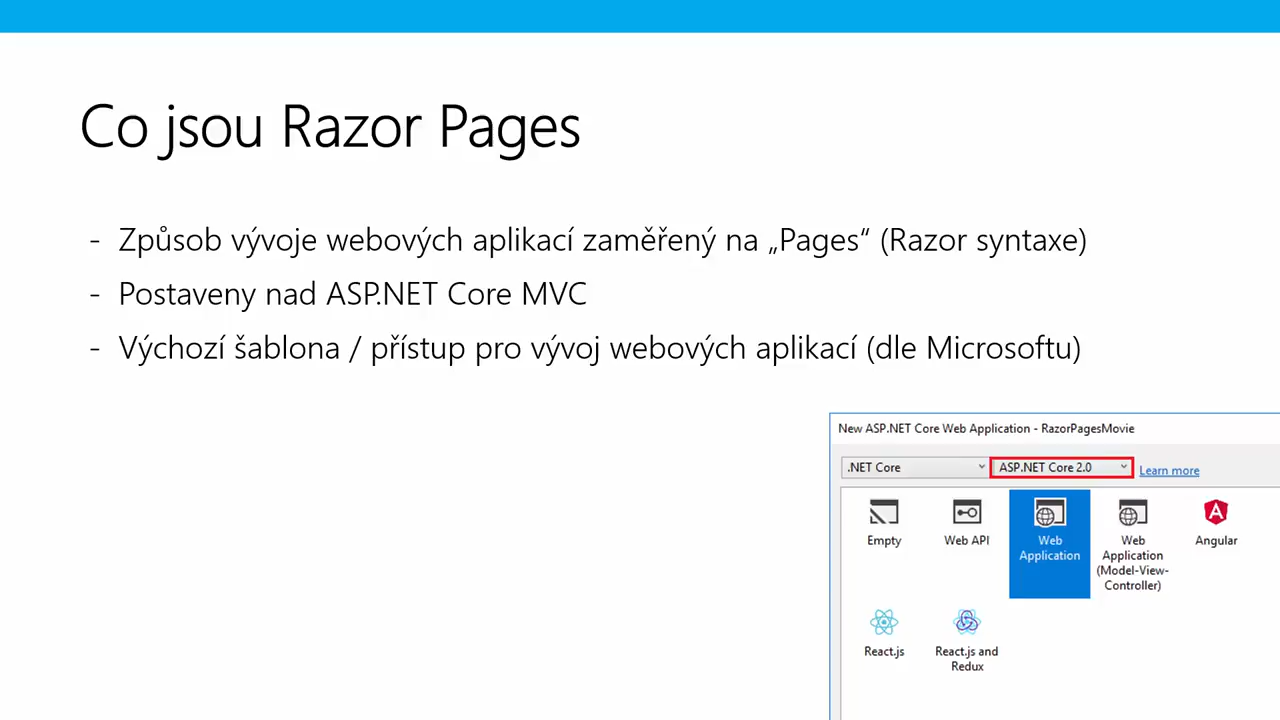 Co jsou Razor Pages
- Způsob vývoje webových aplikací zaměřený na „Pages“ (Razor syntaxe)
- Postaveny nad ASP.NET Core MVC
- Výchozí šablona / přístup pro vývoj webových aplikací (dle Microsoftu)
New ASP.NET Core Web Application - RazorPagesMovie
.NET Core ASP.NET Core 2.0 Learn more
Empty
Web API
Web
Application
Web
Application
(Model-View-
Controller)
Angular
React.js
React.js and
Redux